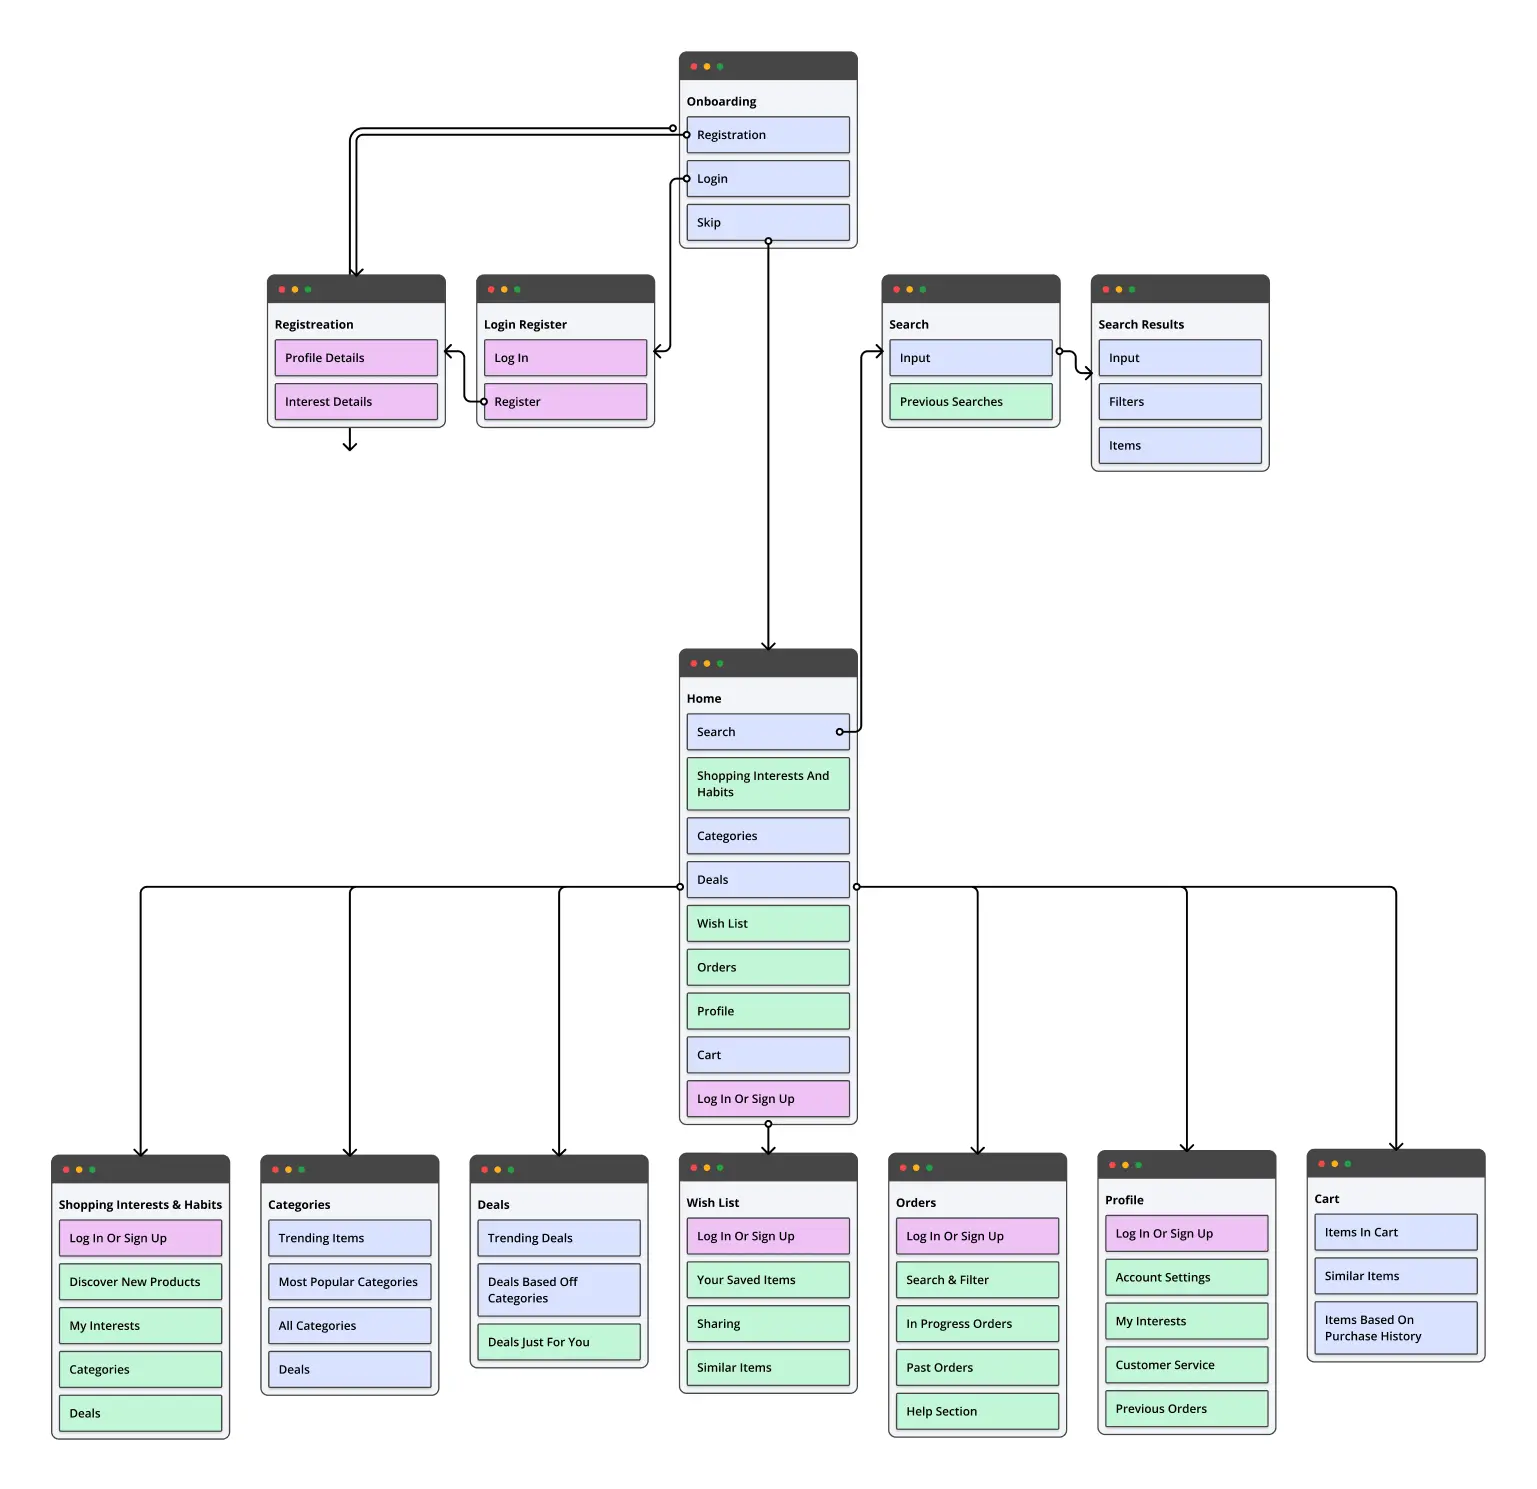 Onboarding
Registration
Login
Skip
Registreation
Profile Details
Interest Details
Login Register
Log In
Register
Search
Input
Previous Searches
Search Results
Input
Filters
Items
Home
Search
Shopping Interests And
Habits
Categories
Deals
Wish List
Orders
Profile
Cart
Log In Or Sign Up
Shopping Interests & Habits
Log In Or Sign Up
Discover New Products
My Interests
Categories
Deals
Categories
Trending Items
Most Popular Categories
All Categories
Deals
Deals
Trending Deals
Deals Based Off
Categories
Deals Just For You
Wish List
Log In Or Sign Up
Your Saved Items
Sharing
Similar Items
Orders
Log In Or Sign Up
Search & Filter
In Progress Orders
Past Orders
Help Section
Profile
Log In Or Sign Up
Account Settings
My Interests
Customer Service
Previous Orders
Cart
Items In Cart
Similar Items
Items Based On
Purchase History